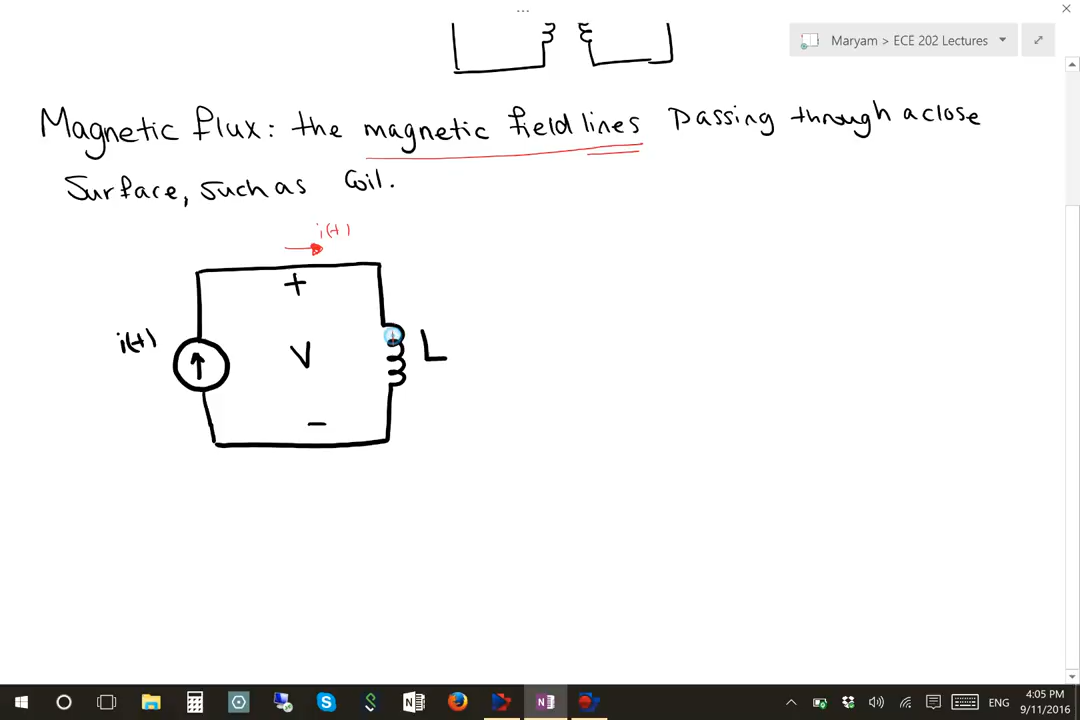 ...
Maryam > ECE 202 Lectures
Magnetic flux: the magnetic field lines passing through a close
Surface, such as Coil.
i(t)
+
i(t)
V
L
-
ENG
4:05 PM
9/11/2016